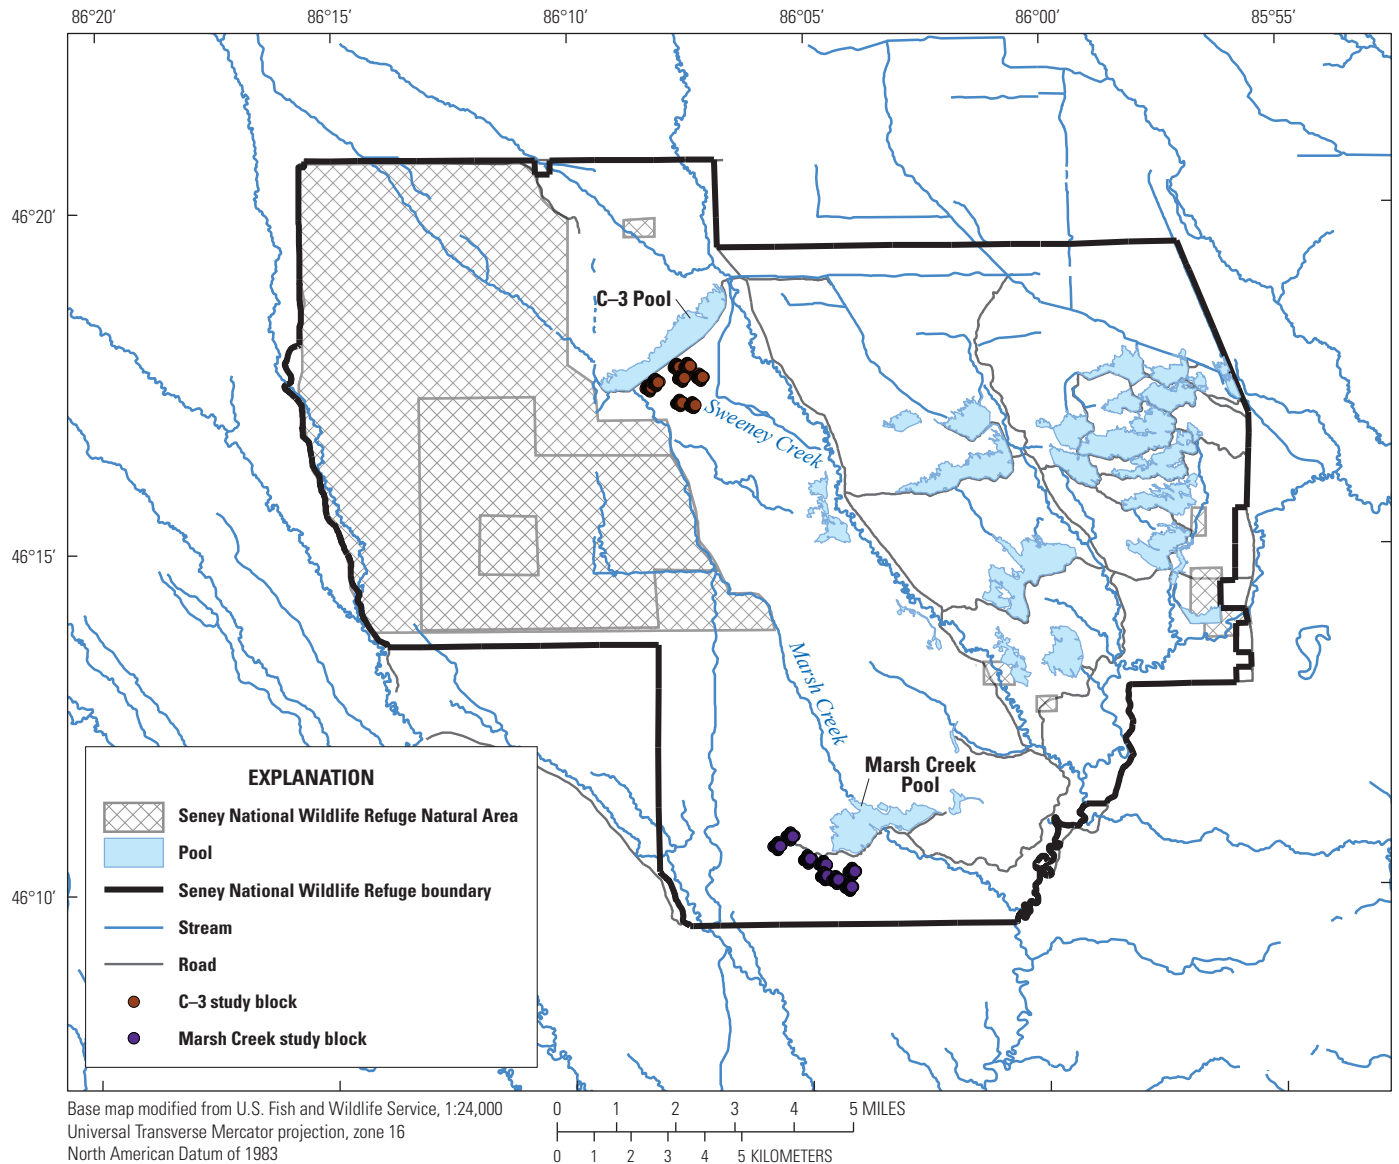 86°20′ 86°15′ 86°10′ 86°05′ 86°00′ 85°55′
46°20′
C–3 Pool
Sweeney Creek
46°15′
Marsh Creek
Marsh Creek
Pool
46°10′
EXPLANATION
Seney National Wildlife Refuge Natural Area
Pool
Seney National Wildlife Refuge boundary
Stream
Road
C–3 study block
Marsh Creek study block
Base map modified from U.S. Fish and Wildlife Service, 1:24,000
Universal Transverse Mercator projection, zone 16
North American Datum of 1983
0 1 2 3 4 5 MILES
0 1 2 3 4 5 KILOMETERS